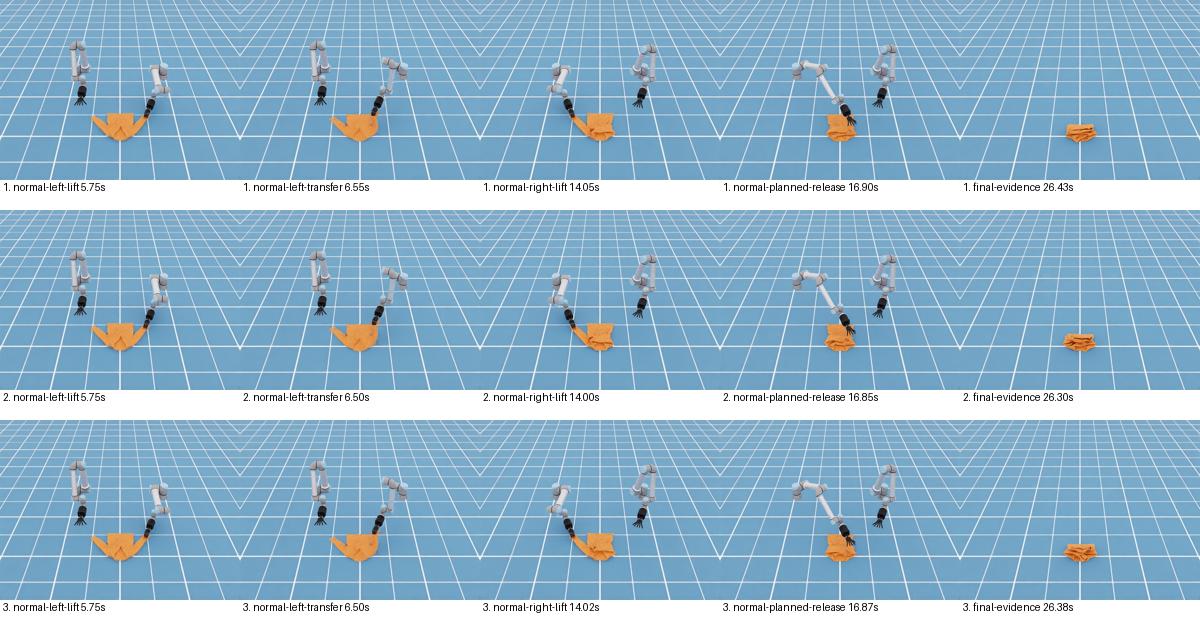 1. normal-left-lift 5.75s
1. normal-left-transfer 6.55s
1. normal-right-lift 14.05s
1. normal-planned-release 16.90s
1. final-evidence 26.43s
2. normal-left-lift 5.75s
2. normal-left-transfer 6.50s
2. normal-right-lift 14.00s
2. normal-planned-release 16.85s
2. final-evidence 26.30s
3. normal-left-lift 5.75s
3. normal-left-transfer 6.50s
3. normal-right-lift 14.02s
3. normal-planned-release 16.87s
3. final-evidence 26.38s